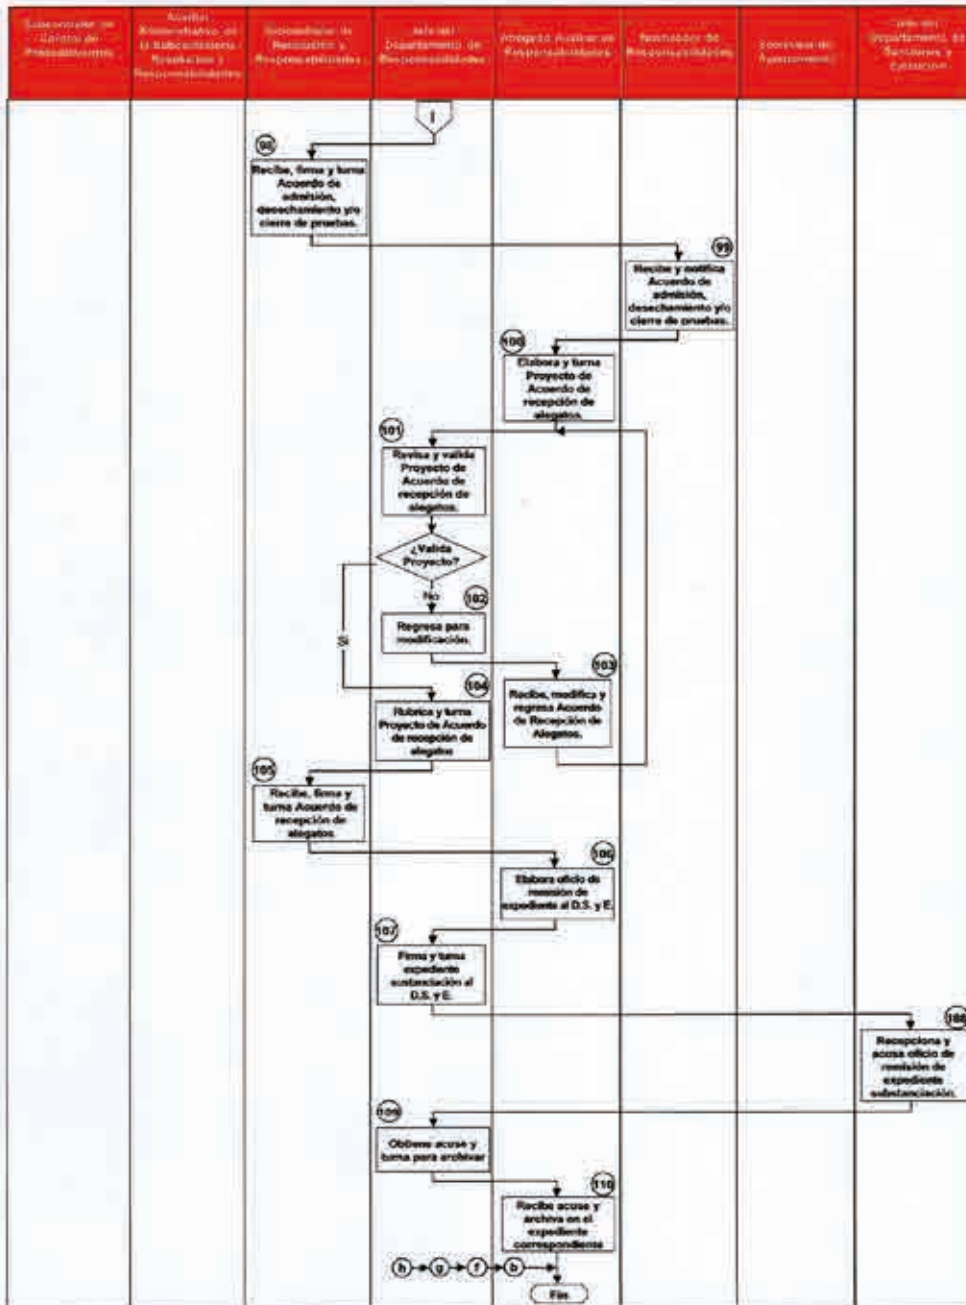 Responsabilidades
Departamento de
Responsabilidades
Responsabilidades
I
98
Recibe, firma y turna
Acuerdo de
admisión,
desechamiento y/o
cierre de pruebas.
99
Recibe y notifica
Acuerdo de
admisión,
desechamiento y/o
cierre de pruebas.
100
Elabora y turna
Proyecto de
Acuerdo de
recepción de
alegatos.
101
Revisa y valida
Proyecto de
Acuerdo de
recepción de
alegatos.
¿Valida
Proyecto?
No
102
Regresa para
modificación.
103
Recibe, modifica y
regresa Acuerdo
de Recepción de
Alegatos.
104
Rubrica y turna
Proyecto de Acuerdo
de recepción de
alegatos
105
Recibe, firma y
turna Acuerdo de
recepción de
alegatos
106
Elabora oficio de
remisión de
expediente al D.S. y E.
107
Firma y turna
expediente
sustanciación al
D.S. y E.
108
Recepciona y
acusa oficio de
remisión de
expediente
substanciación.
109
Obtiene acuse y
turna para archivar
110
Recibe acuse y
archiva en el
expediente
correspondiente
h
g
f
b
Fin